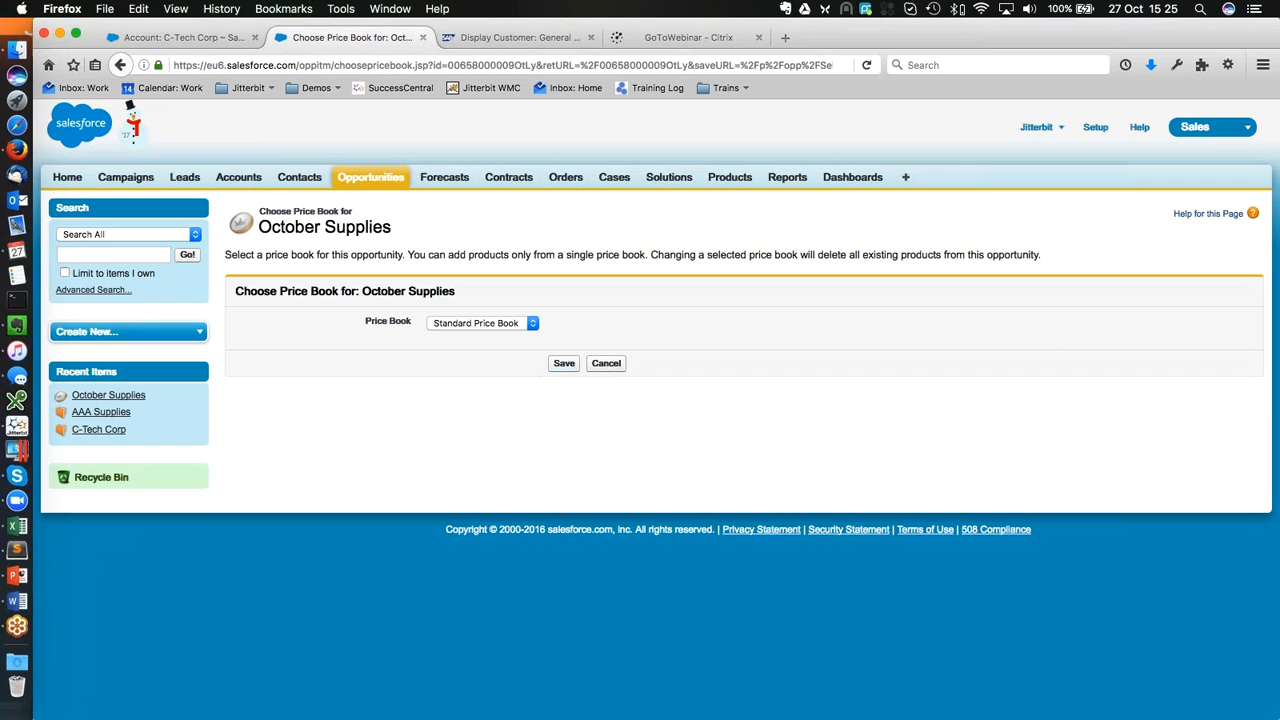 Firefox File Edit View History Bookmarks Tools Window Help 100% 27 Oct 15 25
Account: C-Tech Corp ~ Sa... Choose Price Book for: Oct... Display Customer: General ... GoToWebinar - Citrix
https://eu6.salesforce.com/oppitm/choosepricebook.jsp?id=00658000009OtLy&retURL=%2F00658000009OtLy&saveURL=%2Fp%2Fopp%2FSe Search
Inbox: Work Calendar: Work Jitterbit Demos SuccessCentral Jitterbit WMC Inbox: Home Training Log Trains
salesforce '17 Jitterbit Setup Help Sales
Home Campaigns Leads Accounts Contacts Opportunities Forecasts Contracts Orders Cases Solutions Products Reports Dashboards +
Search
Search All
Go!
Limit to items I own
Advanced Search...
Create New...
Recent Items
October Supplies
AAA Supplies
C-Tech Corp
Recycle Bin
Choose Price Book for
October Supplies
Help for this Page ?
Select a price book for this opportunity. You can add products only from a single price book. Changing a selected price book will delete all existing products from this opportunity.
Choose Price Book for: October Supplies
Price Book Standard Price Book
Save Cancel
Copyright © 2000-2016 salesforce.com, inc. All rights reserved. | Privacy Statement | Security Statement | Terms of Use | 508 Compliance